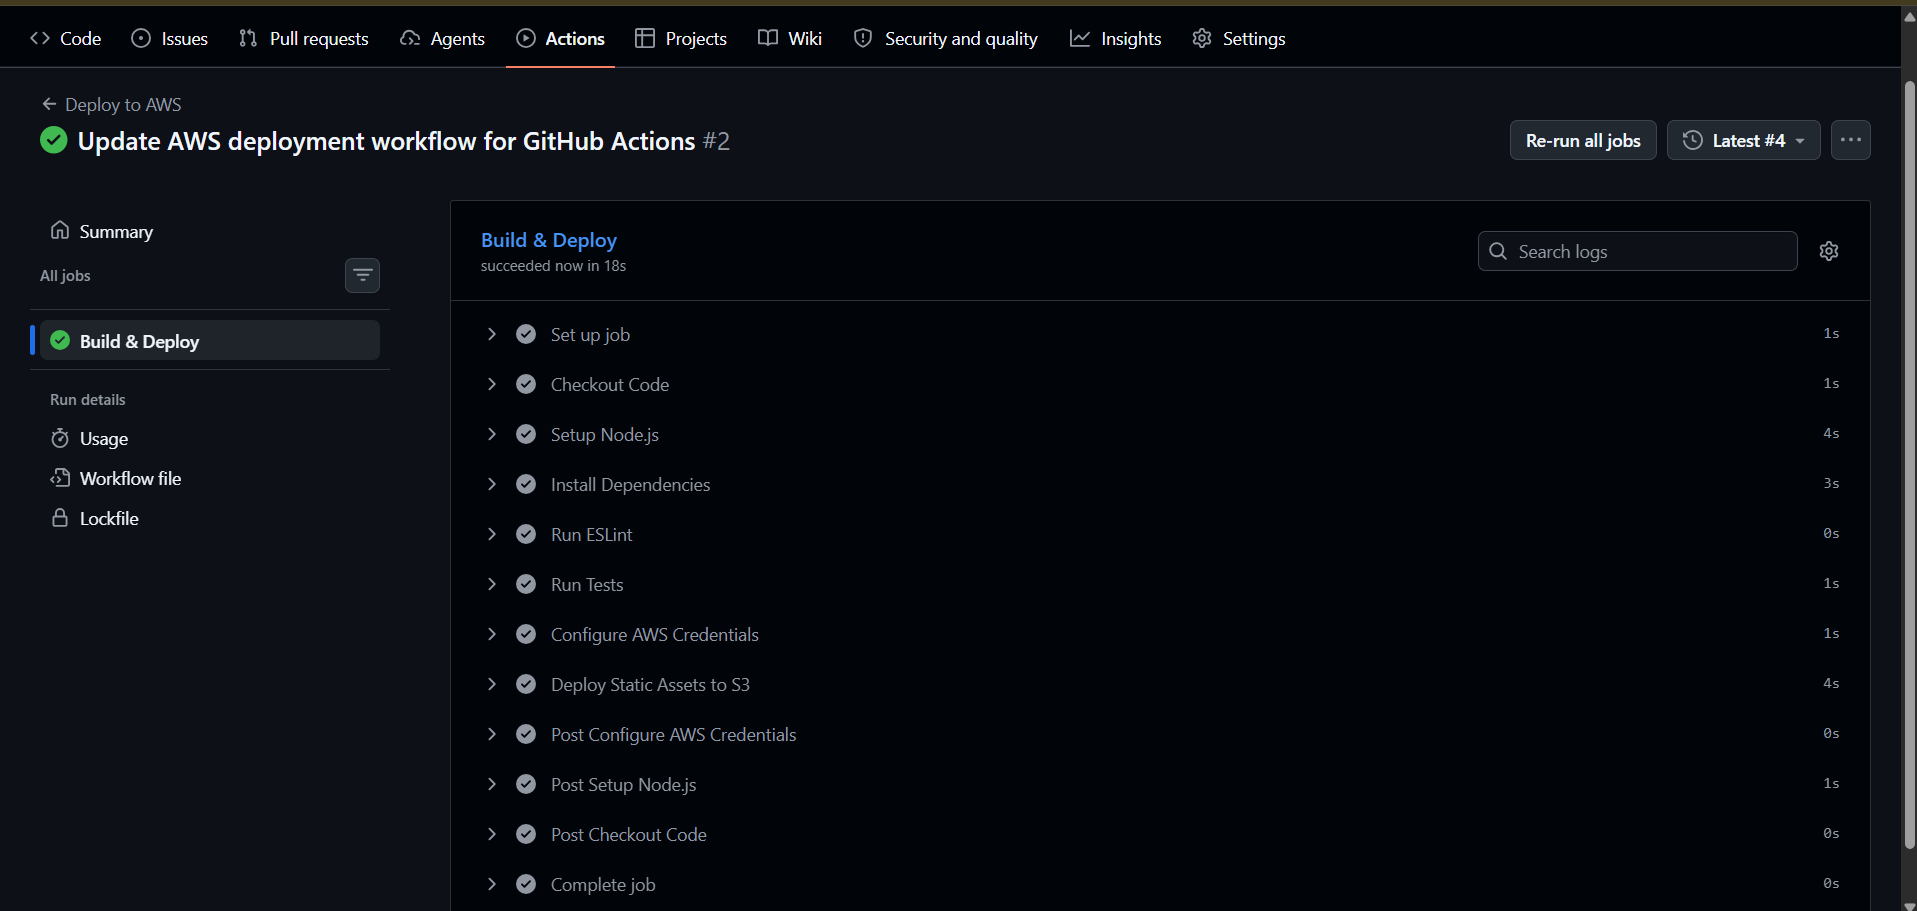 Code Issues Pull requests Agents Actions Projects Wiki Security and quality Insights Settings
Deploy to AWS
Update AWS deployment workflow for GitHub Actions #2
Re-run all jobs
Latest #4
Summary
All jobs
Build & Deploy
Run details
Usage
Workflow file
Lockfile
Build & Deploy
succeeded now in 18s
Search logs
Set up job 1s
Checkout Code 1s
Setup Node.js 4s
Install Dependencies 3s
Run ESLint 0s
Run Tests 1s
Configure AWS Credentials 1s
Deploy Static Assets to S3 4s
Post Configure AWS Credentials 0s
Post Setup Node.js 1s
Post Checkout Code 0s
Complete job 0s